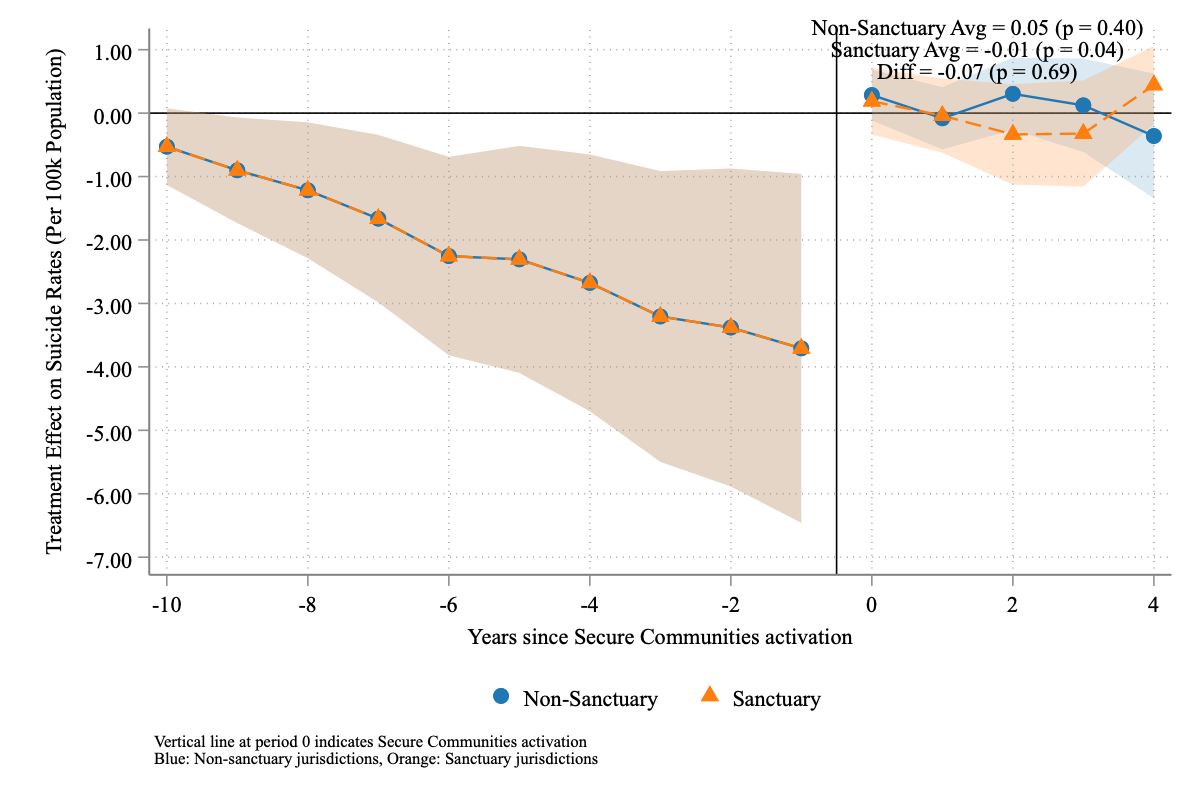 Non-Sanctuary Avg = 0.05 (p = 0.40)
Sanctuary Avg = -0.01 (p = 0.04)
Diff = -0.07 (p = 0.69)
Treatment Effect on Suicide Rates (Per 100k Population)
1.00
0.00
-1.00
-2.00
-3.00
-4.00
-5.00
-6.00
-7.00
-10 -8 -6 -4 -2 0 2 4
Years since Secure Communities activation
Non-Sanctuary Sanctuary
Vertical line at period 0 indicates Secure Communities activation
Blue: Non-sanctuary jurisdictions, Orange: Sanctuary jurisdictions